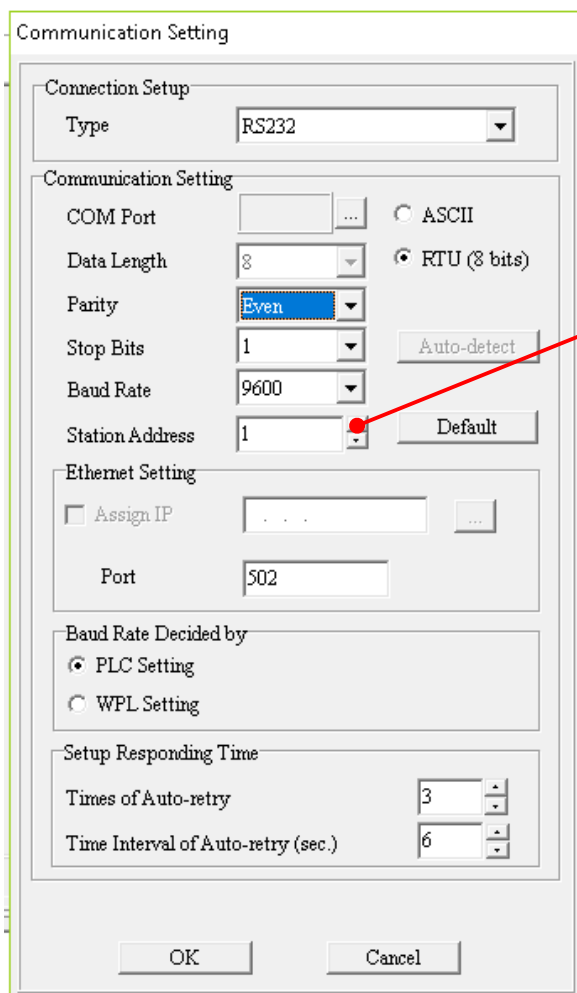 Communication Setting
Connection Setup
Type RS232
Communication Setting
COM Port ... ASCII
Data Length 8 RTU (8 bits)
Parity Even
Stop Bits 1 Auto-detect
Baud Rate 9600
Station Address 1 Default
Ethernet Setting
Assign IP . . . ...
Port 502
Baud Rate Decided by
PLC Setting
WPL Setting
Setup Responding Time
Times of Auto-retry 3
Time Interval of Auto-retry (sec.) 6
OK Cancel